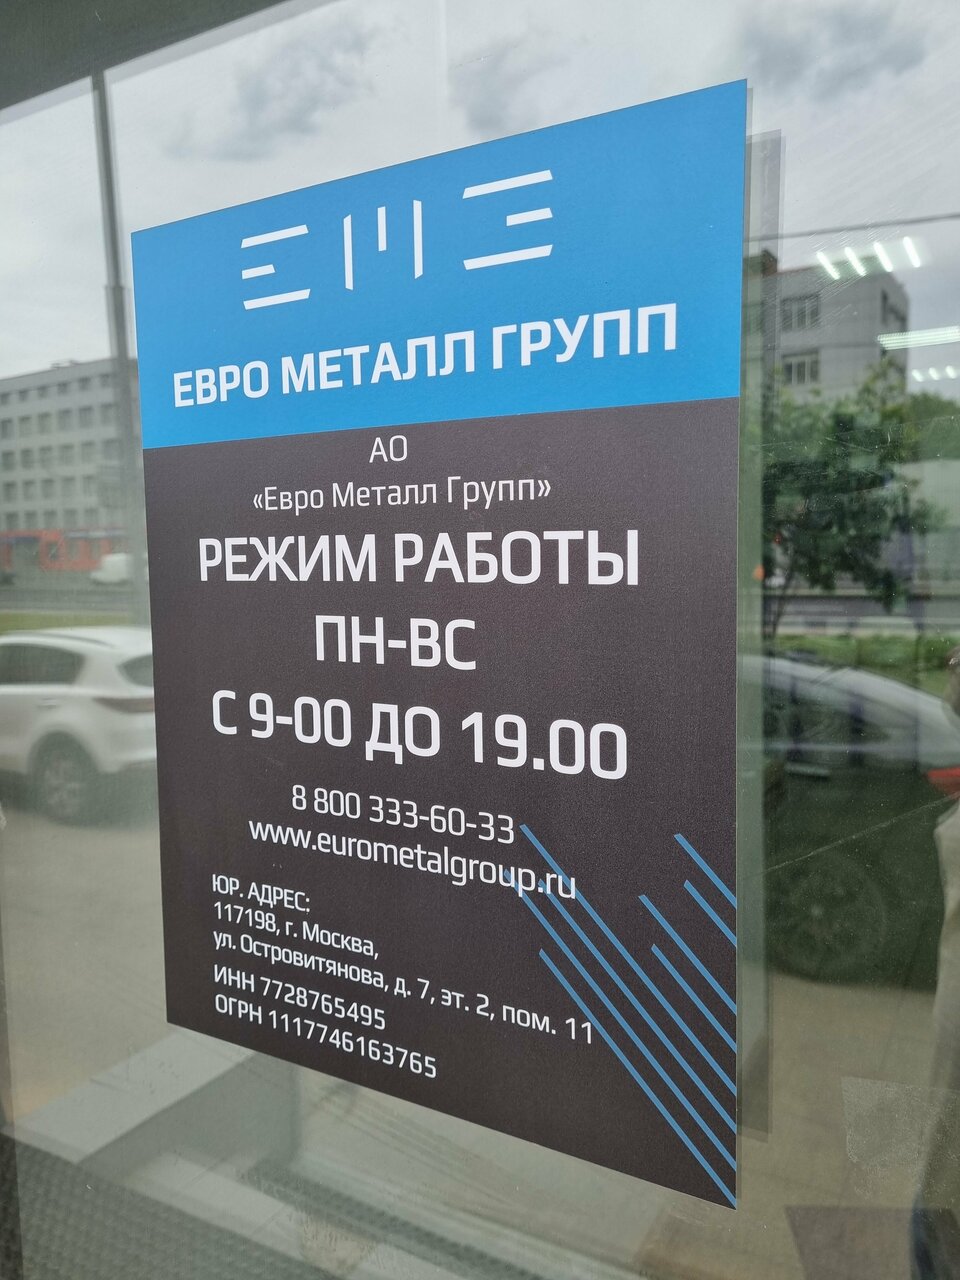 ЕМЕ
ЕВРО МЕТАЛЛ ГРУПП
АО
«Евро Металл Групп»
РЕЖИМ РАБОТЫ
ПН-ВС
С 9-00 ДО 19.00
8 800 333-60-33
www.eurometalgroup.ru
ЮР. АДРЕС:
117198, г. Москва,
ул. Островитянова, д. 7, эт. 2, пом. 11
ИНН 7728765495
ОГРН 1117746163765